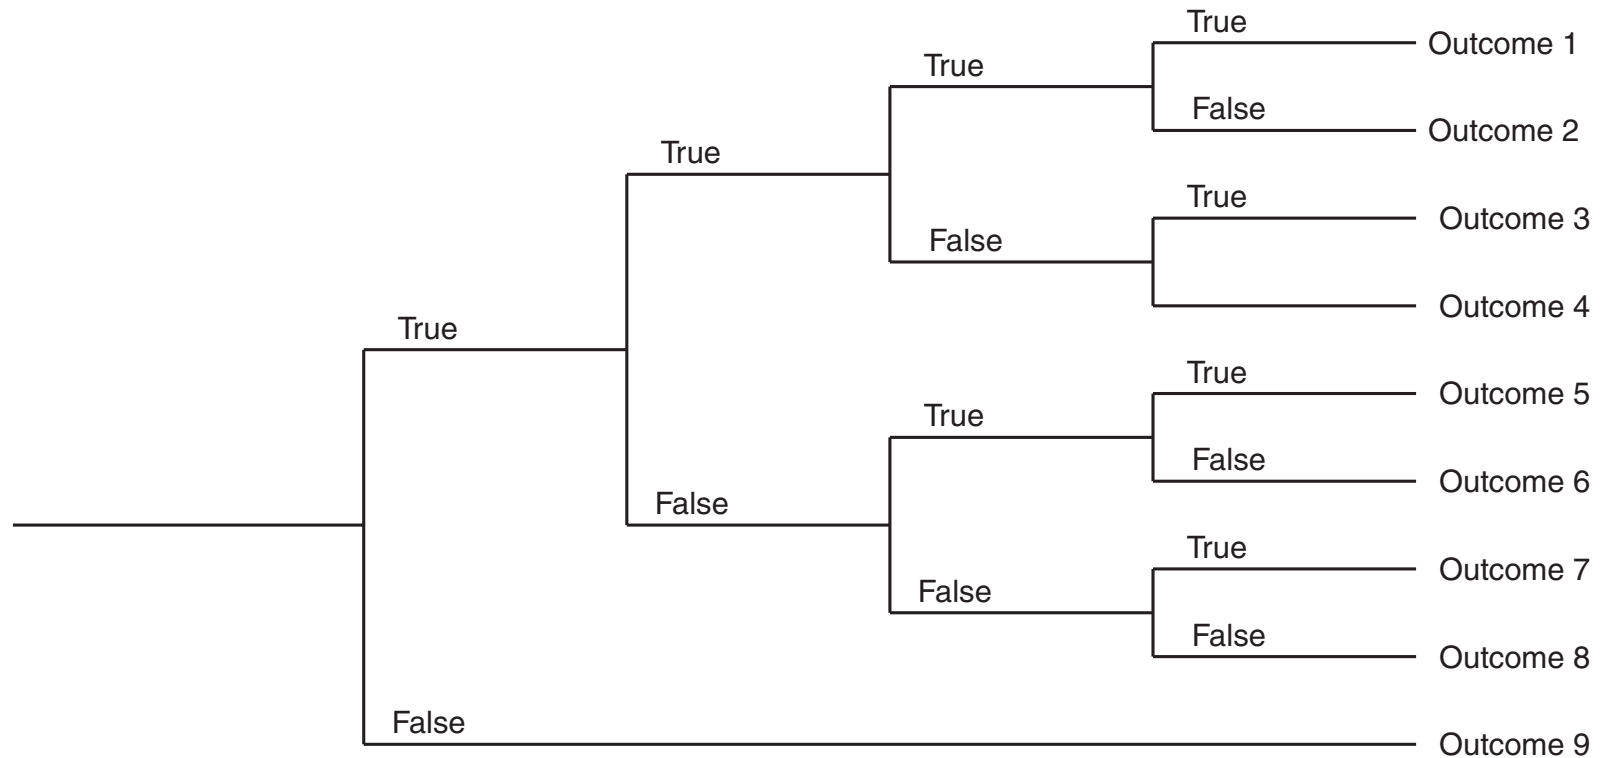 True
Outcome 1
True
False
Outcome 2
True
True
Outcome 3
False
Outcome 4
True
True
Outcome 5
True
False
Outcome 6
False
True
Outcome 7
False
False
Outcome 8
False
Outcome 9